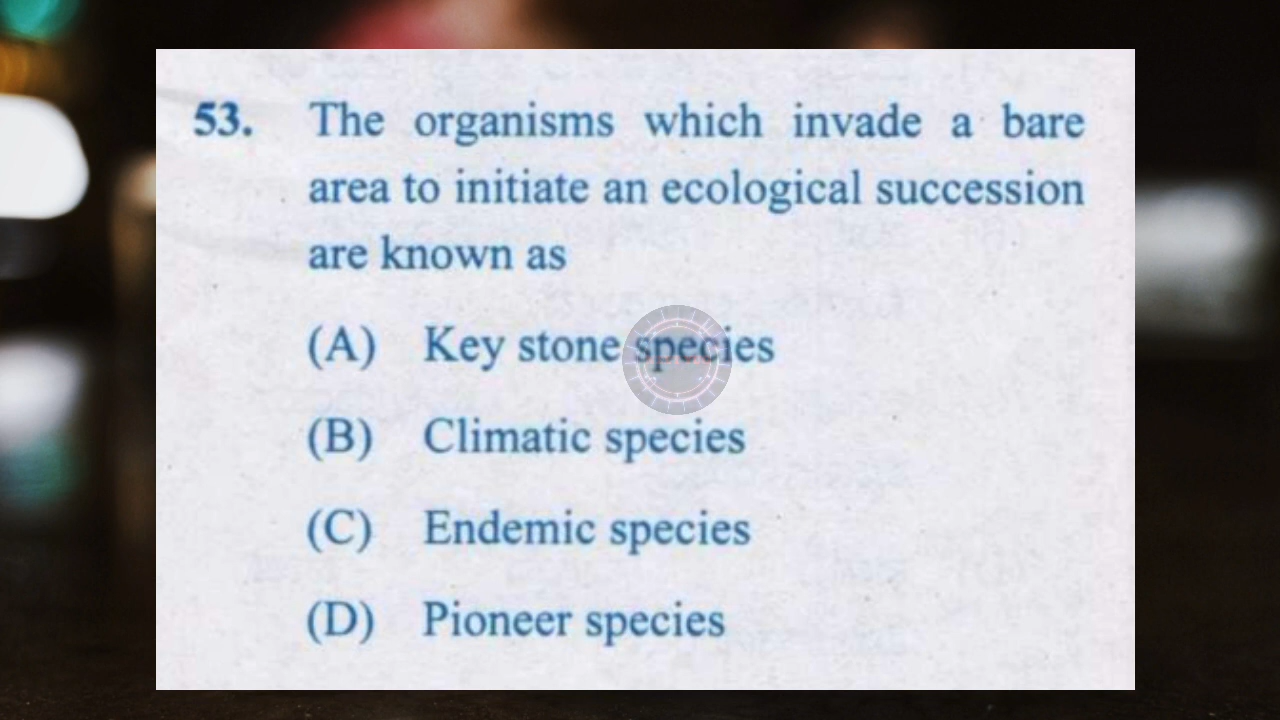 53. The organisms which invade a bare
area to initiate an ecological succession
are known as
(A) Key stone species
(B) Climatic species
(C) Endemic species
(D) Pioneer species